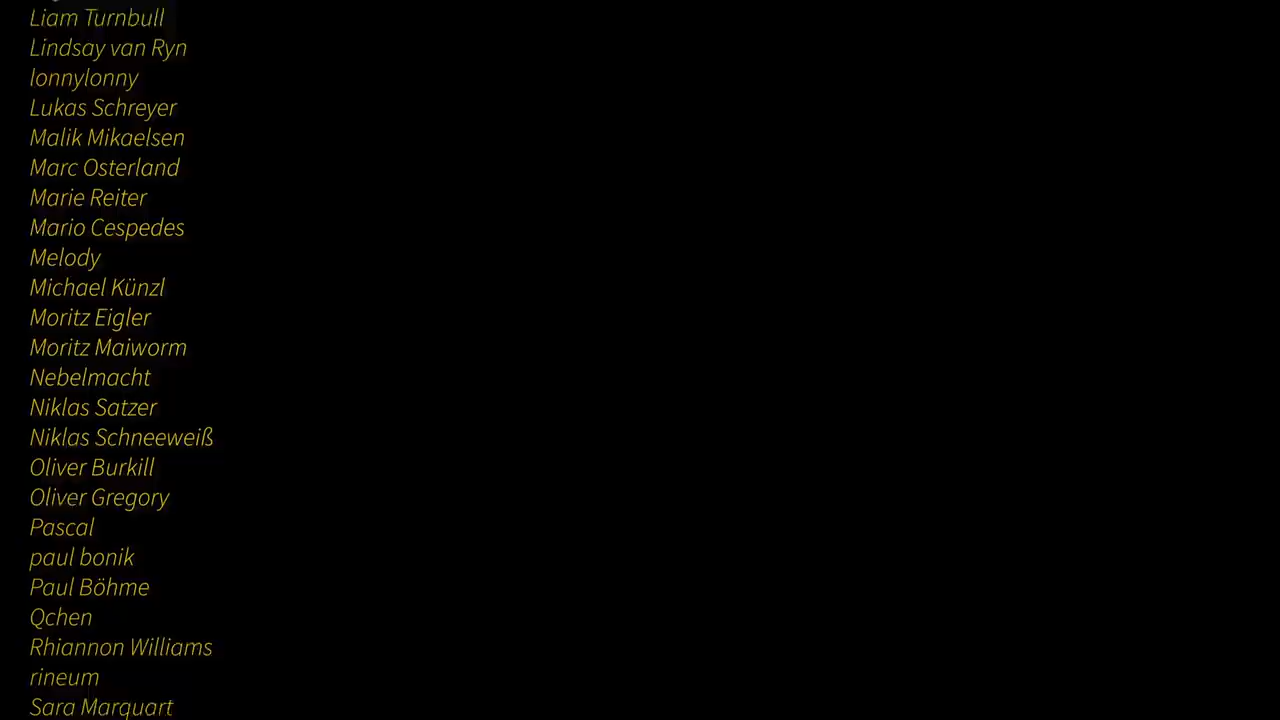 Liam Turnbull
Lindsay van Ryn
lonnylonny
Lukas Schreyer
Malik Mikaelsen
Marc Osterland
Marie Reiter
Mario Cespedes
Melody
Michael Künzl
Moritz Eigler
Moritz Maiworm
Nebelmacht
Niklas Satzer
Niklas Schneeweiß
Oliver Burkill
Oliver Gregory
Pascal
paul bonik
Paul Böhme
Qchen
Rhiannon Williams
rineum
Sara Marquart